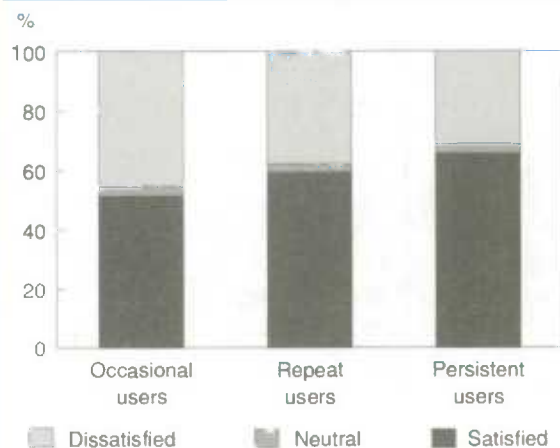 %
100
80
60
40
20
0
Occasional users
Repeat users
Persistent users
Dissatisfied
Neutral
Satisfied